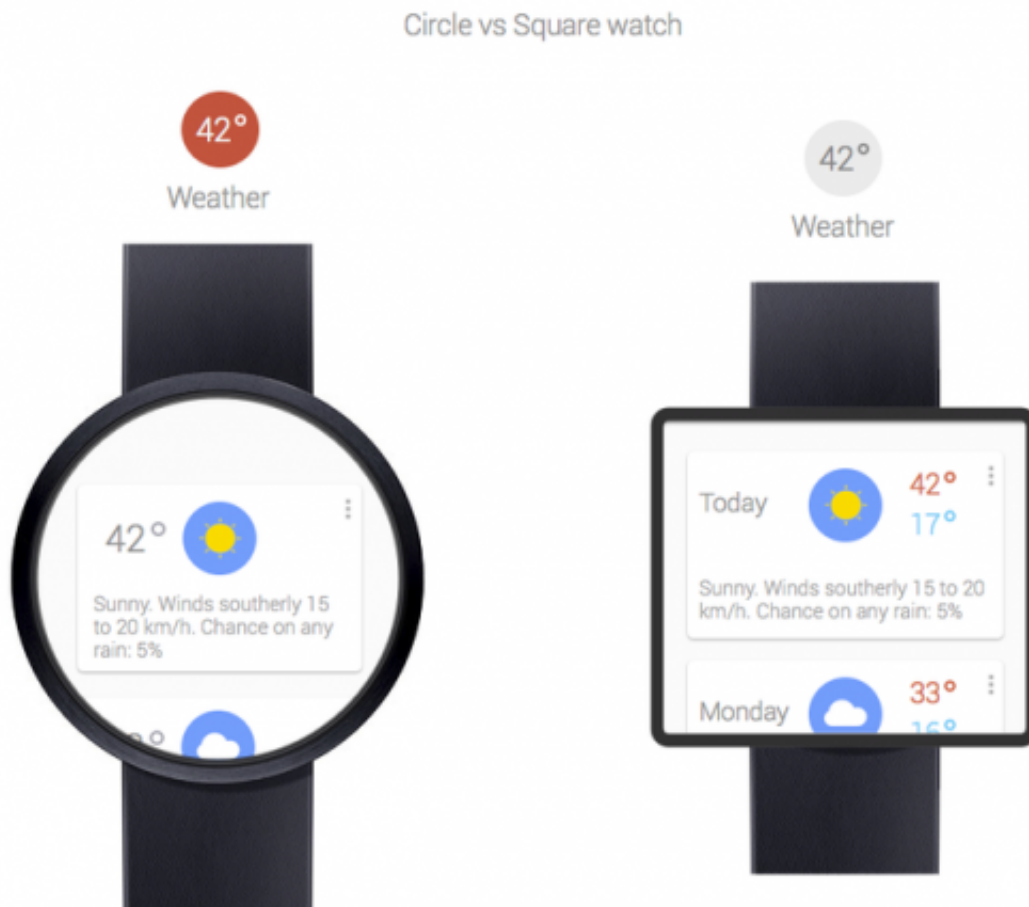 Circle vs Square watch
42°
Weather
42°
Sunny. Winds southerly 15
to 20 km/h. Chance on any
rain: 5%
42°
Weather
Today
42°
17°
Sunny. Winds southerly 15 to 20
km/h. Chance on any rain: 5%
Monday
33°